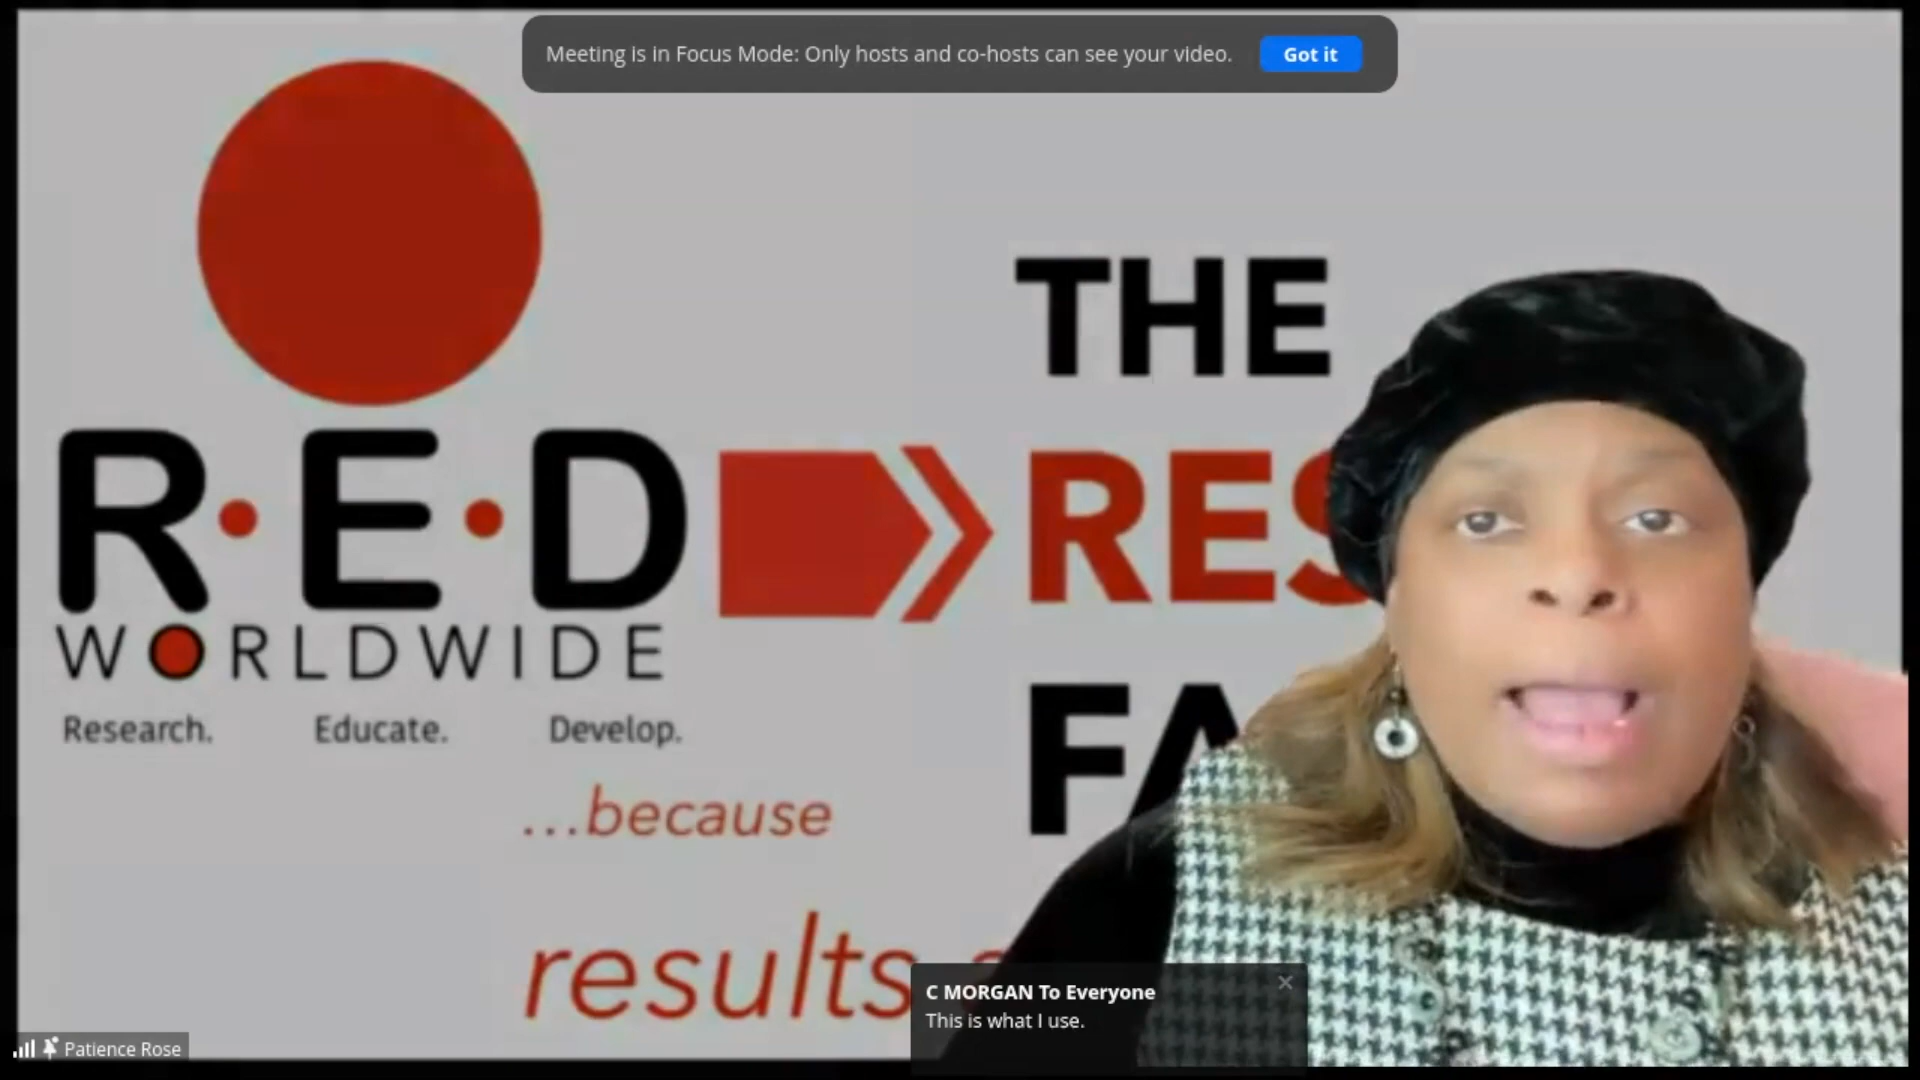 Meeting is in Focus Mode: Only hosts and co-hosts can see your video.
Got it
R·E·D
WORLDWIDE
Research. Educate. Develop.
...because
results
THE
C MORGAN To Everyone
This is what I use.
Patience Rose